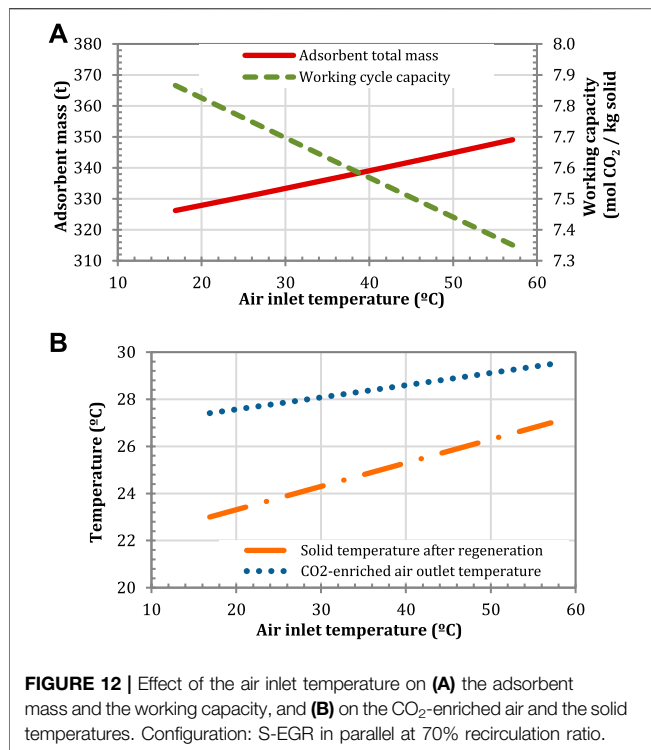 A
Adsorbent total mass
Working cycle capacity
Adsorbent mass (t)
380
370
360
350
340
330
320
310
8.0
7.9
7.8
7.7
7.6
7.5
7.4
7.3
Working capacity
(mol CO₂ / kg solid)
10 20 30 40 50 60
Air inlet temperature (ºC)
B
Temperature (ºC)
30
28
26
24
22
20
Solid temperature after regeneration
CO2-enriched air outlet temperature
10 20 30 40 50 60
Air inlet temperature (ºC)
FIGURE 12 | Effect of the air inlet temperature on (A) the adsorbent
mass and the working capacity, and (B) on the CO₂-enriched air and the solid
temperatures. Configuration: S-EGR in parallel at 70% recirculation ratio.